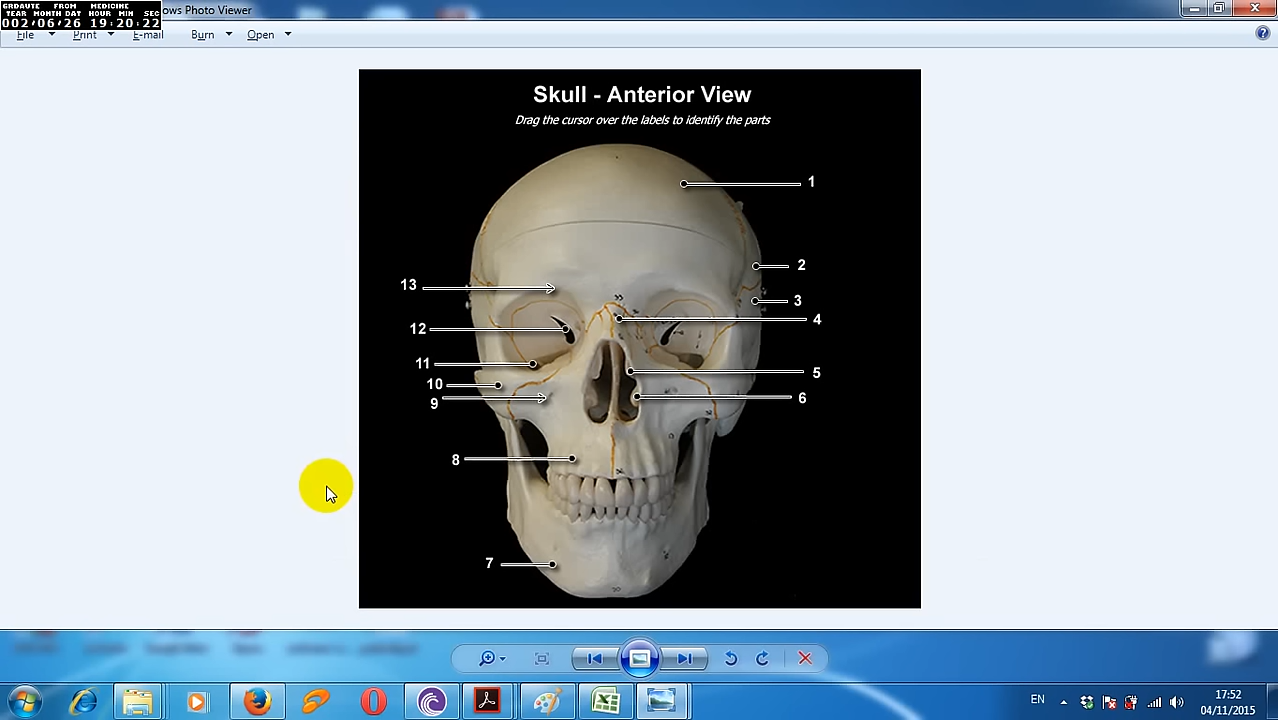 GRDAUTE FROM MEDICINE
YEAR MONTH DAT HOUR MIN SEC
002/06/26 19:20:22
ows Photo Viewer
File Print E-mail Burn Open
Skull - Anterior View
Drag the cursor over the labels to identify the parts
1
2
13
3
12
4
11
5
10
9
6
8
7
EN
17:52
04/11/2015